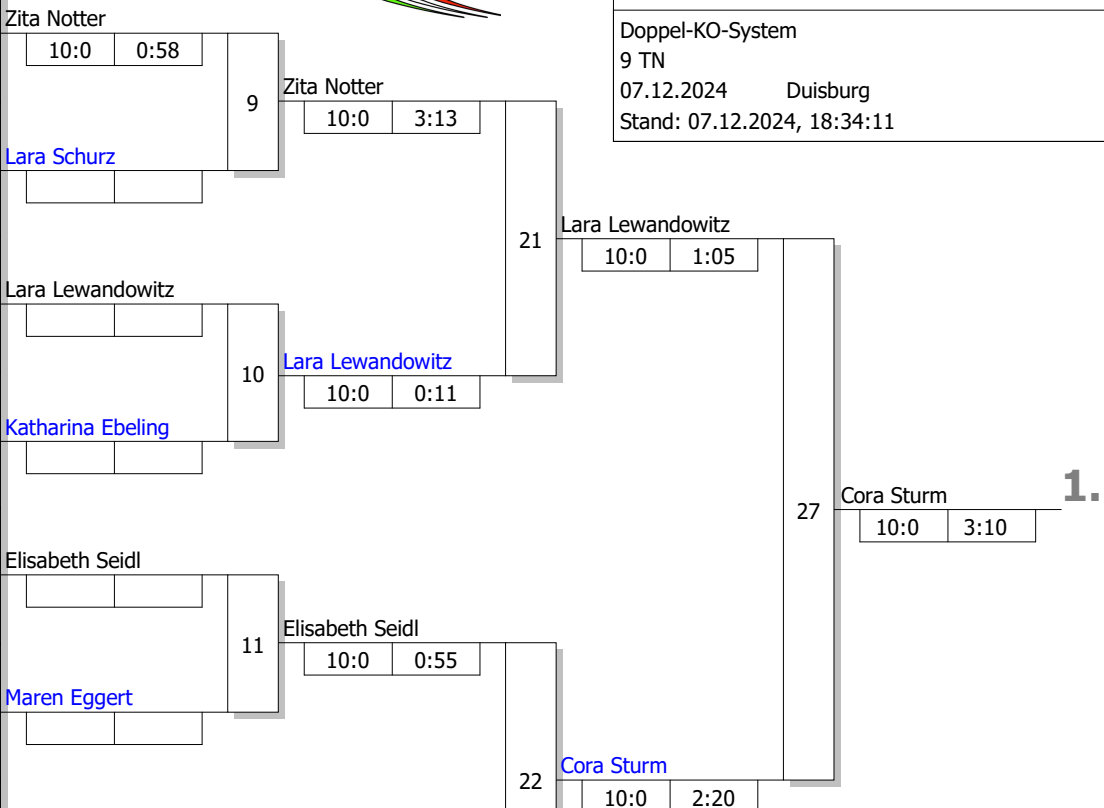 Doppel-KO-System
9 TN
07.12.2024 Duisburg
Stand: 07.12.2024, 18:34:11
Zita Notter
10:0 0:58
9
Lara Schurz
Zita Notter
10:0 3:13
21
Lara Lewandowitz
10
Katharina Ebeling
Lara Lewandowitz
10:0 0:11
Lara Lewandowitz
10:0 1:05
27
Cora Sturm
10:0 3:10
1.
Elisabeth Seidl
11
Maren Eggert
Elisabeth Seidl
10:0 0:55
22
Cora Sturm
10:0 2:20